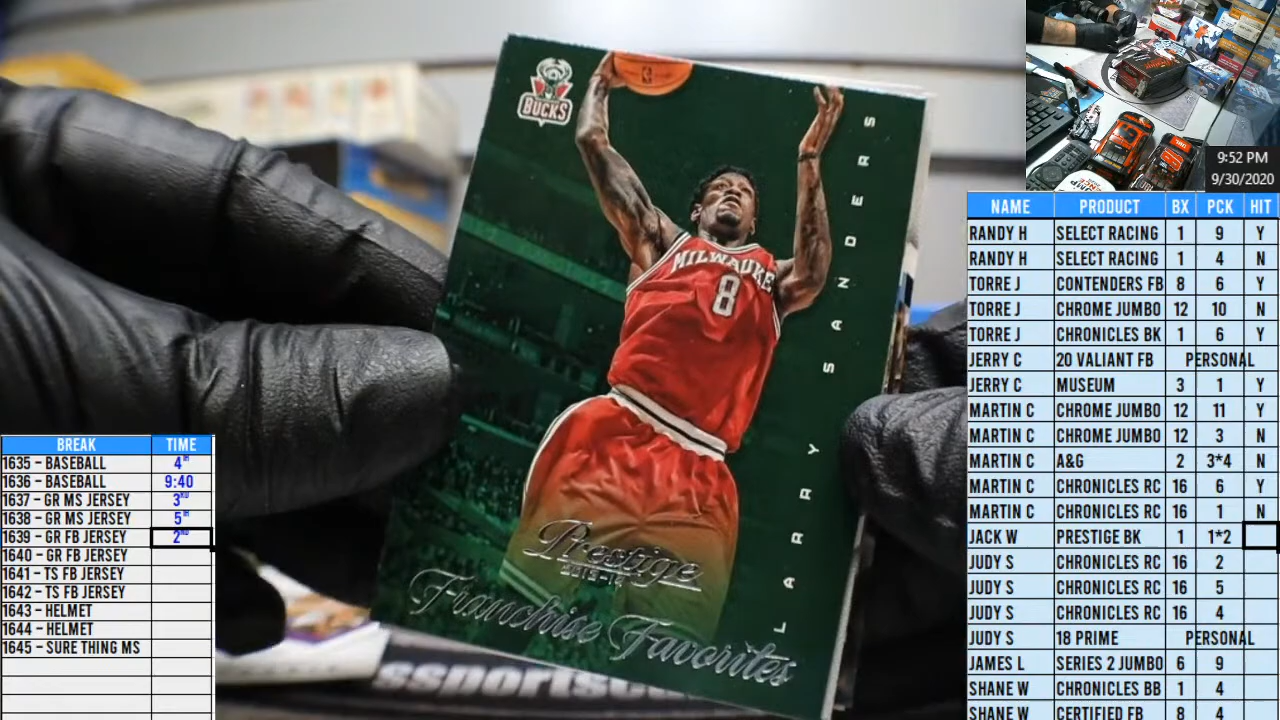 BUCKS
LARRY SANDERS
MILWAUKEE
8
Prestige
Franchise Favorites
9:52 PM
9/30/2020
NAME PRODUCT BX PCK HIT
RANDY H SELECT RACING 1 9 Y
RANDY H SELECT RACING 1 4 N
TORRE J CONTENDERS FB 8 6 Y
TORRE J CHROME JUMBO 12 10 N
TORRE J CHRONICLES BK 1 6 Y
JERRY C 20 VALIANT FB PERSONAL
JERRY C MUSEUM 3 1 Y
MARTIN C CHROME JUMBO 12 11 Y
MARTIN C CHROME JUMBO 12 3 N
MARTIN C A&G 2 3*4 N
MARTIN C CHRONICLES RC 16 6 Y
MARTIN C CHRONICLES RC 16 1 N
JACK W PRESTIGE BK 1 1*2
JUDY S CHRONICLES RC 16 2
JUDY S CHRONICLES RC 16 5
JUDY S CHRONICLES RC 16 4
JUDY S 18 PRIME PERSONAL
JAMES L SERIES 2 JUMBO 6 9
SHANE W CHRONICLES BB 1 4
SHANE W CERTIFIED FB 8 4
BREAK TIME
1635 - BASEBALL 4TH
1636 - BASEBALL 9:40
1637 - GR MS JERSEY 3RD
1638 - GR MS JERSEY 5TH
1639 - GR FB JERSEY 2ND
1640 - GR FB JERSEY
1641 - TS FB JERSEY
1642 - TS FB JERSEY
1643 - HELMET
1644 - HELMET
1645 - SURE THING MS